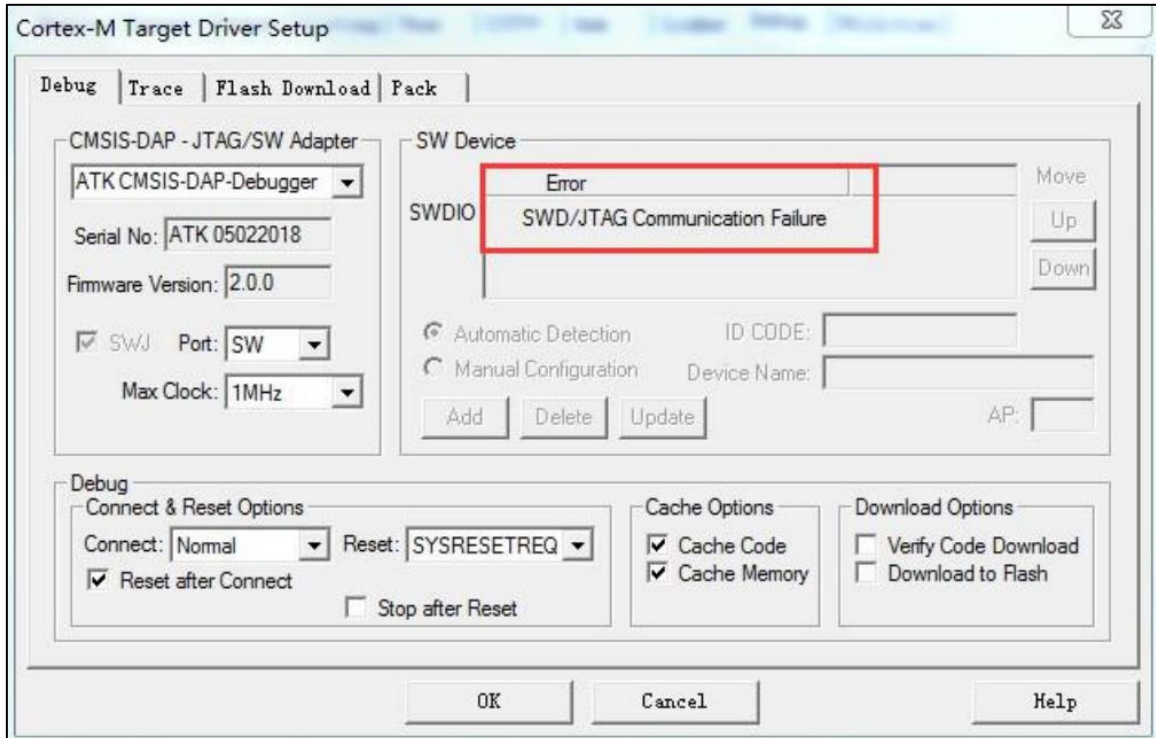 Cortex-M Target Driver Setup
Debug Trace Flash Download Pack
CMSIS-DAP - JTAG/SW Adapter
ATK CMSIS-DAP-Debugger
Serial No: ATK 05022018
Firmware Version: 2.0.0
SWJ Port: SW
Max Clock: 1MHz
SW Device
Error
SWDIO SWD/JTAG Communication Failure
Move
Up
Down
Automatic Detection ID CODE:
Manual Configuration Device Name:
Add Delete Update AP:
Debug
Connect & Reset Options
Connect: Normal Reset: SYSRESETREQ
Reset after Connect
Stop after Reset
Cache Options
Cache Code
Cache Memory
Download Options
Verify Code Download
Download to Flash
OK Cancel Help